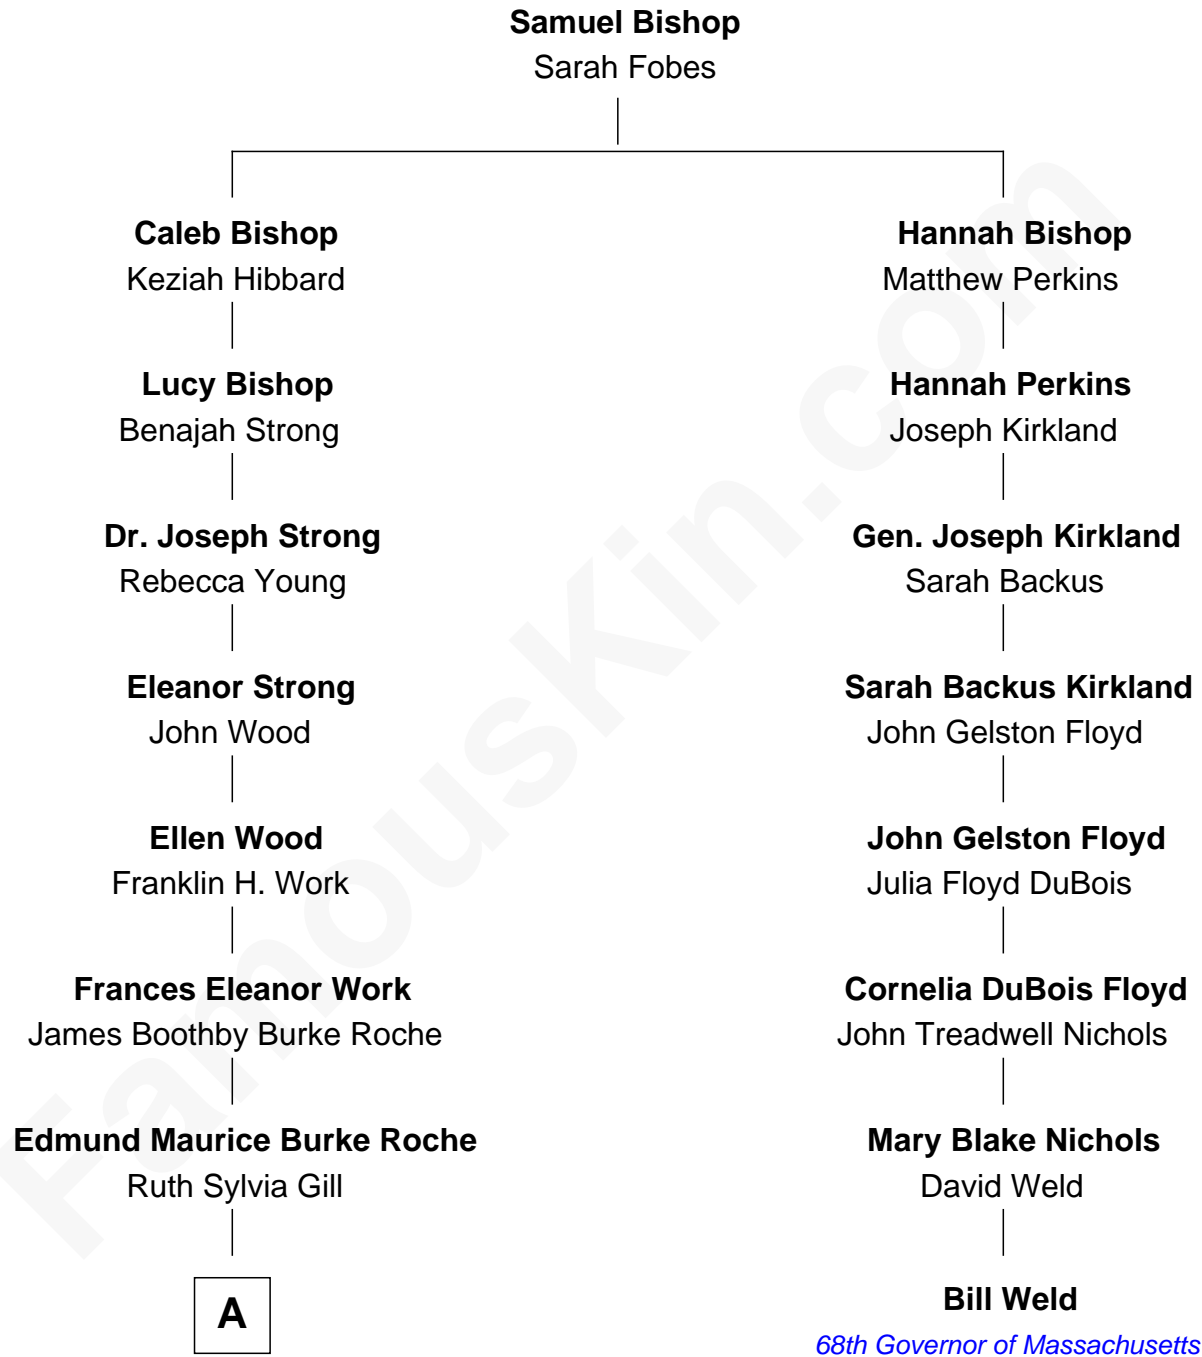 Samuel Bishop
Sarah Fobes
Caleb Bishop
Keziah Hibbard
Hannah Bishop
Matthew Perkins
Lucy Bishop
Benajah Strong
Hannah Perkins
Joseph Kirkland
Dr. Joseph Strong
Rebecca Young
Gen. Joseph Kirkland
Sarah Backus
Eleanor Strong
John Wood
Sarah Backus Kirkland
John Gelston Floyd
Ellen Wood
Franklin H. Work
John Gelston Floyd
Julia Floyd DuBois
Frances Eleanor Work
James Boothby Burke Roche
Cornelia DuBois Floyd
John Treadwell Nichols
Edmund Maurice Burke Roche
Ruth Sylvia Gill
Mary Blake Nichols
David Weld
A
Bill Weld
68th Governor of Massachusetts
FamousKin.com